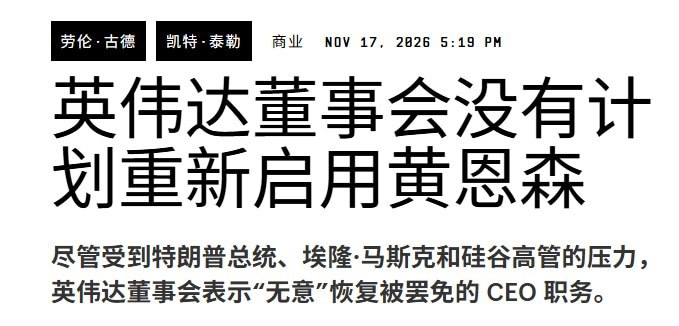 劳伦·古德 凯特·泰勒 商业 NOV 17, 2026 5:19 PM
英伟达董事会没有计
划重新启用黄恩森
尽管受到特朗普总统、埃隆·马斯克和硅谷高管的压力，
英伟达董事会表示“无意”恢复被罢免的 CEO 职务。